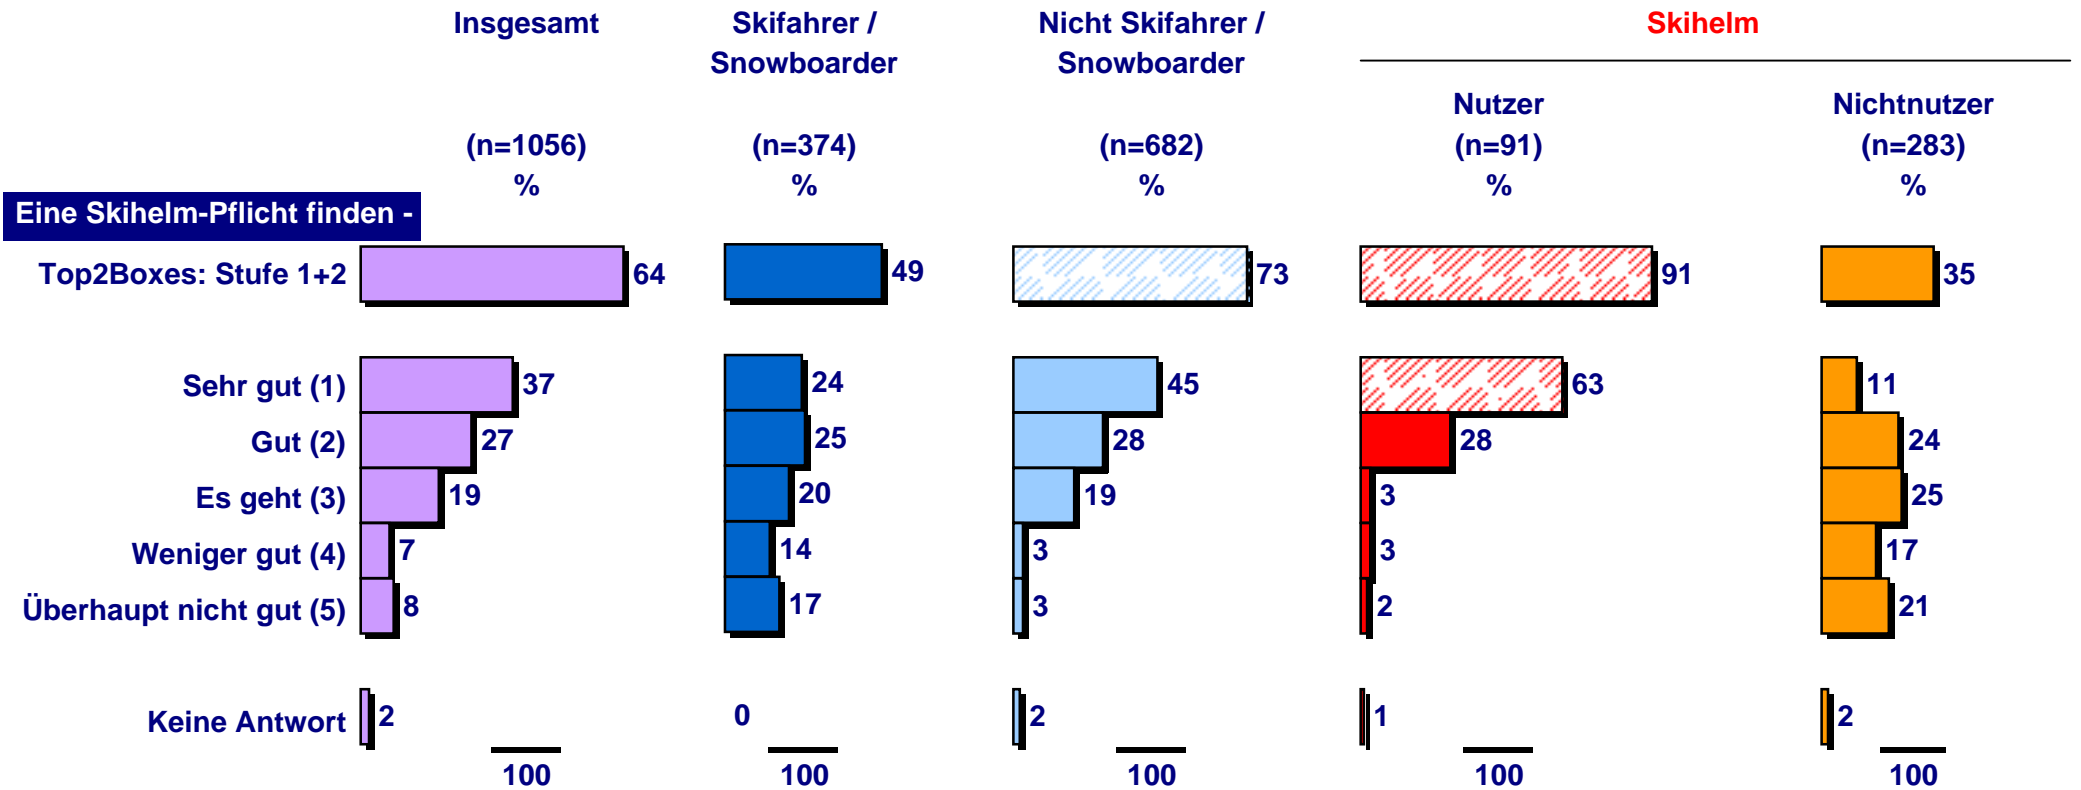 Insgesamt Skifahrer / Nicht Skifahrer / Skihelm
Snowboarder Snowboarder
Nutzer Nichtnutzer
(n=1056) (n=374) (n=682) (n=91) (n=283)
% % % % %
Eine Skihelm-Pflicht finden -
Top2Boxes: Stufe 1+2 64 49 73 91 35
Sehr gut (1) 37 24 45 63 11
Gut (2) 27 25 28 28 24
Es geht (3) 19 20 19 3 25
Weniger gut (4) 7 14 3 3 17
Überhaupt nicht gut (5) 8 17 3 2 21
Keine Antwort 2 0 2 1 2
100 100 100 100 100